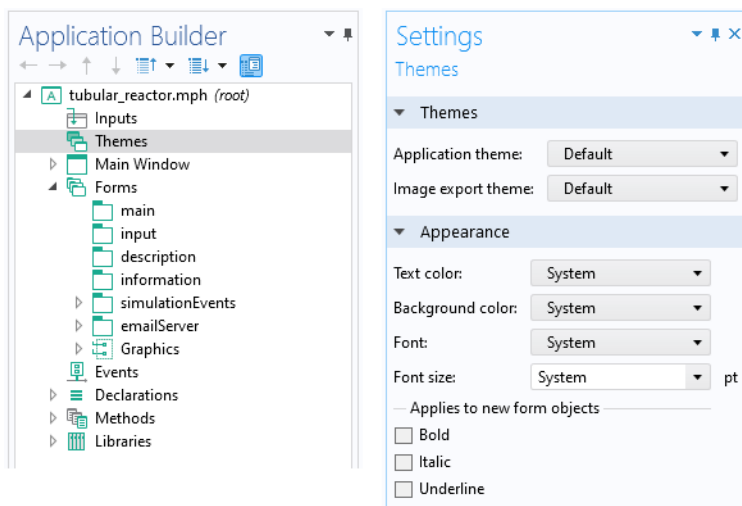 Application Builder
A tubular_reactor.mph (root)
Inputs
Themes
Main Window
Forms
main
input
description
information
simulationEvents
emailServer
Graphics
Events
Declarations
Methods
Libraries
Settings
Themes
Themes
Application theme: Default
Image export theme: Default
Appearance
Text color: System
Background color: System
Font: System
Font size: System pt
Applies to new form objects
Bold
Italic
Underline